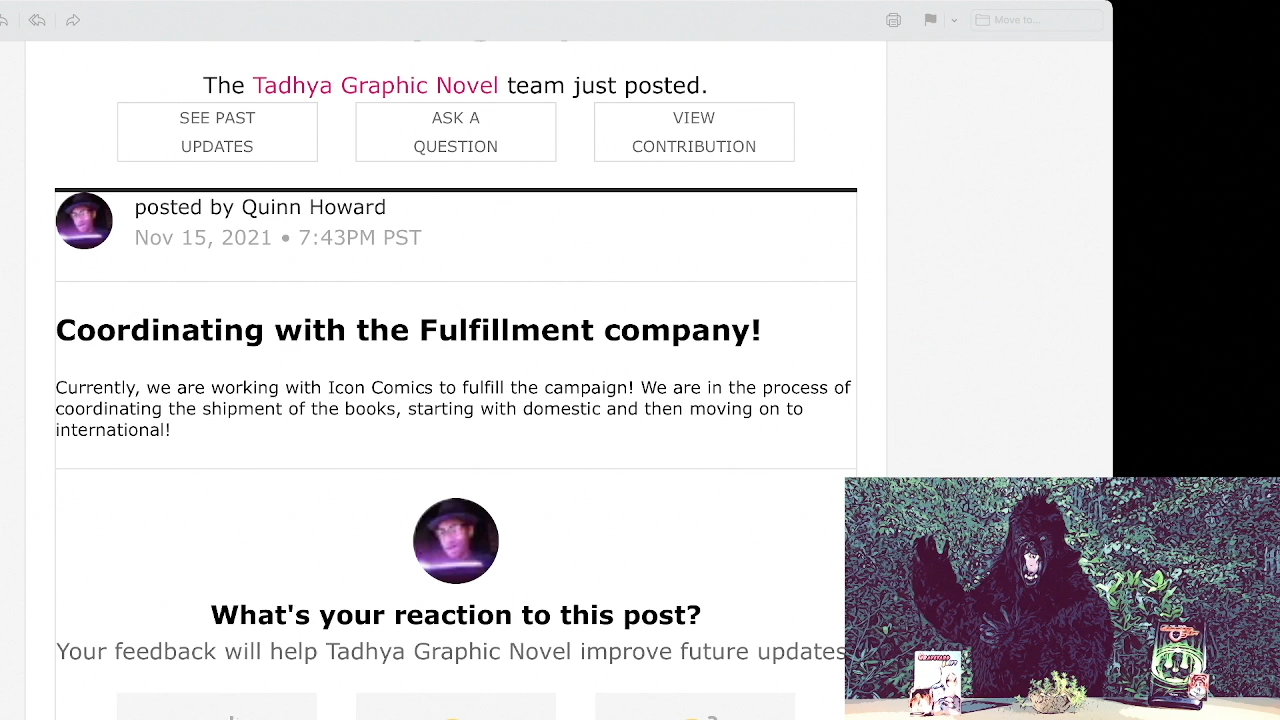 Move to...
The Tadhya Graphic Novel team just posted.
SEE PAST
UPDATES
ASK A
QUESTION
VIEW
CONTRIBUTION
posted by Quinn Howard
Nov 15, 2021 • 7:43PM PST
Coordinating with the Fulfillment company!
Currently, we are working with Icon Comics to fulfill the campaign! We are in the process of
coordinating the shipment of the books, starting with domestic and then moving on to
international!
What's your reaction to this post?
Your feedback will help Tadhya Graphic Novel improve future updates